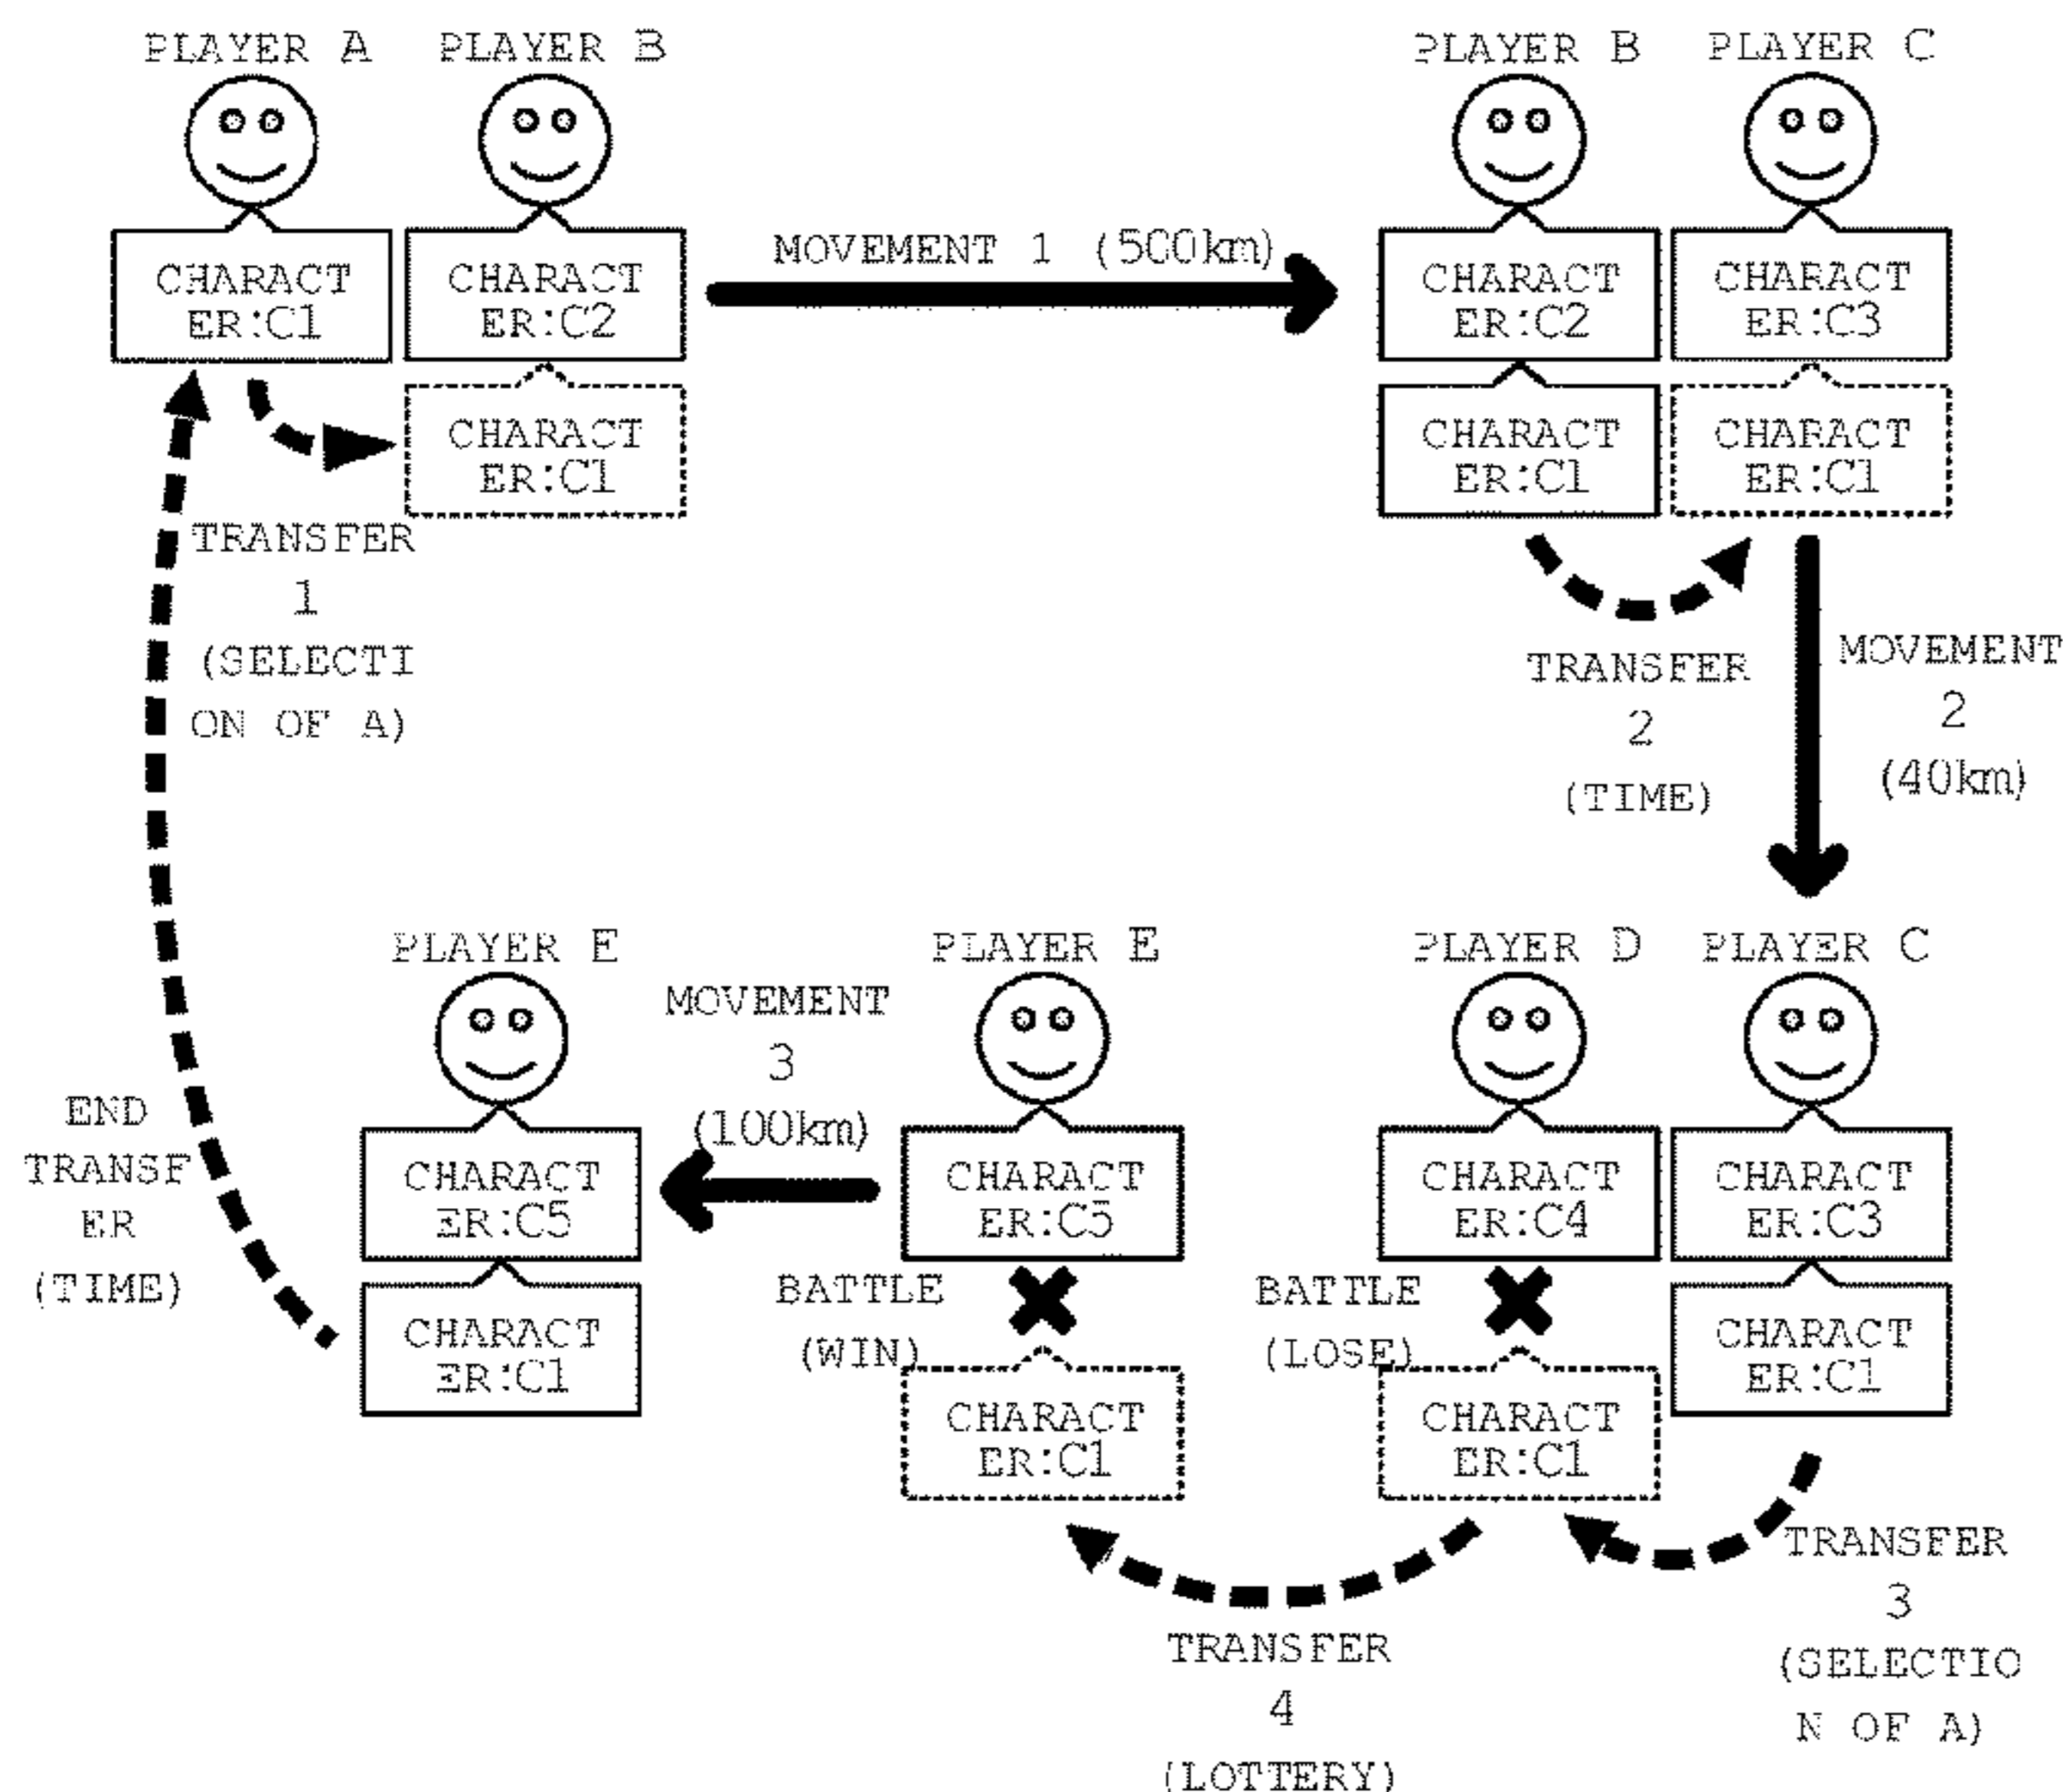 PLAYER A
PLAYER B
PLAYER B
PLAYER C
CHARACT
ER:C1
CHARACT
ER:C2
MOVEMENT 1 (500km)
CHARACT
ER:C2
CHARACT
ER:C3
CHARACT
ER:C1
CHARACT
ER:C1
CHARACT
ER:C1
TRANSFER
1
(SELECTI
ON OF A)
TRANSFER
2
(TIME)
MOVEMENT
2
(40km)
PLAYER E
PLAYER E
PLAYER D
PLAYER C
MOVEMENT
3
(100km)
END
TRANSF
ER
(TIME)
CHARACT
ER:C5
CHARACT
ER:C5
CHARACT
ER:C4
CHARACT
ER:C3
BATTLE
(WIN)
BATTLE
(LOSE)
CHARACT
ER:C1
CHARACT
ER:C1
CHARACT
ER:C1
CHARACT
ER:C1
TRANSFER
3
(SELECTIO
N OF A)
TRANSFER
4
(LOTTERY)